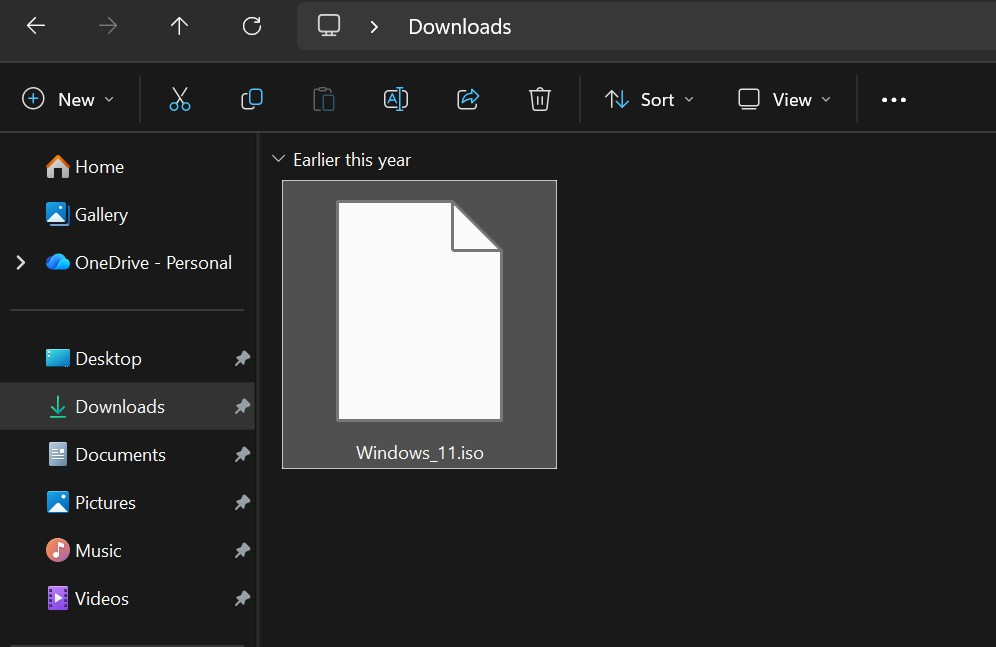 Downloads
New
Sort
View
Home
Gallery
OneDrive - Personal
Desktop
Downloads
Documents
Pictures
Music
Videos
Earlier this year
Windows_11.iso